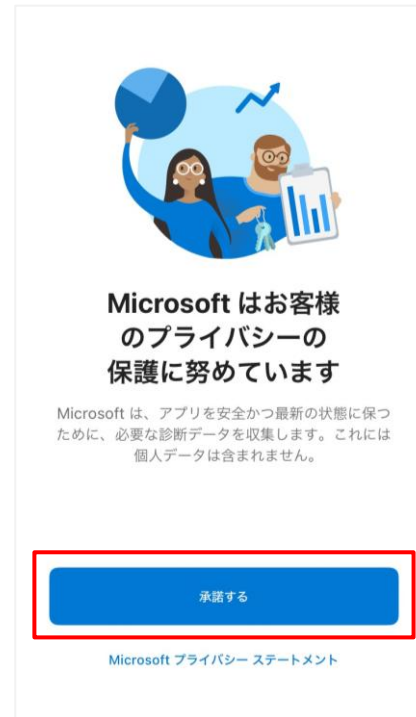 Microsoft はお客様
のプライバシーの
保護に努めています
Microsoft は、アプリを安全かつ最新の状態に保つ
ために、必要な診断データを収集します。これには
個人データは含まれません。
承諾する
Microsoft プライバシー ステートメント